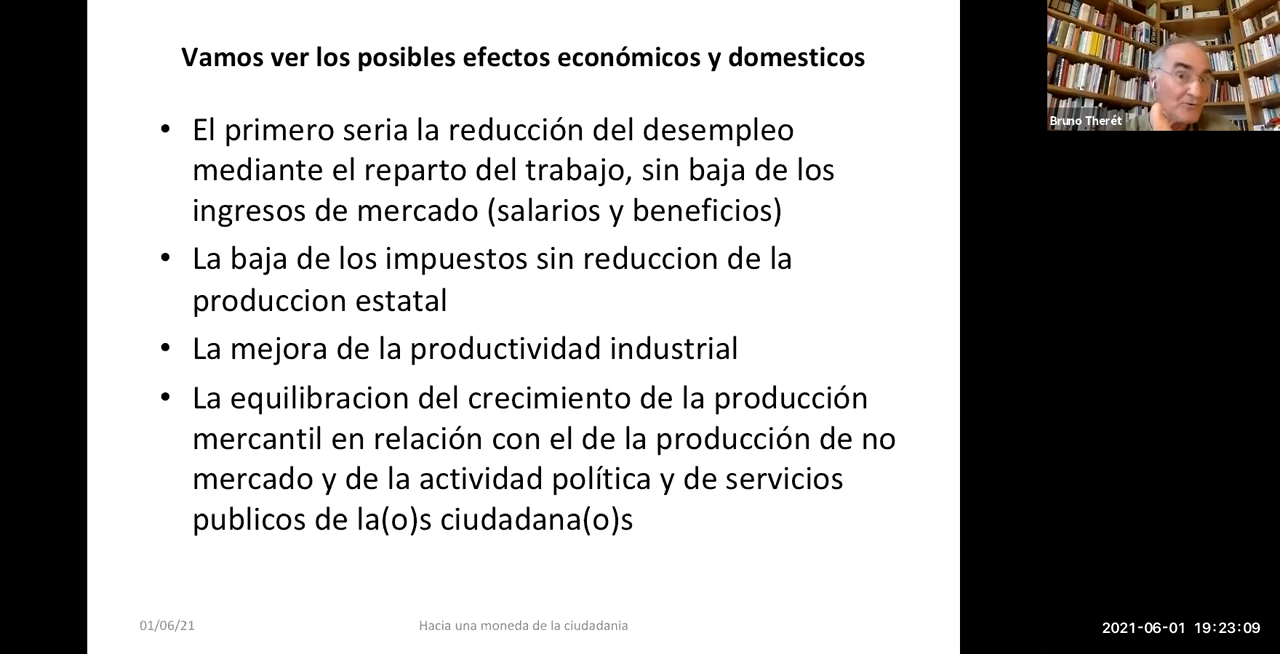 Vamos ver los posibles efectos económicos y domesticos
• El primero seria la reducción del desempleo
mediante el reparto del trabajo, sin baja de los
ingresos de mercado (salarios y beneficios)
• La baja de los impuestos sin reduccion de la
produccion estatal
• La mejora de la productividad industrial
• La equilibracion del crecimiento de la producción
mercantil en relación con el de la producción de no
mercado y de la actividad política y de servicios
publicos de la(o)s ciudadana(o)s
01/06/21
Hacia una moneda de la ciudadania
Bruno Therét
2021-06-01 19:23:09